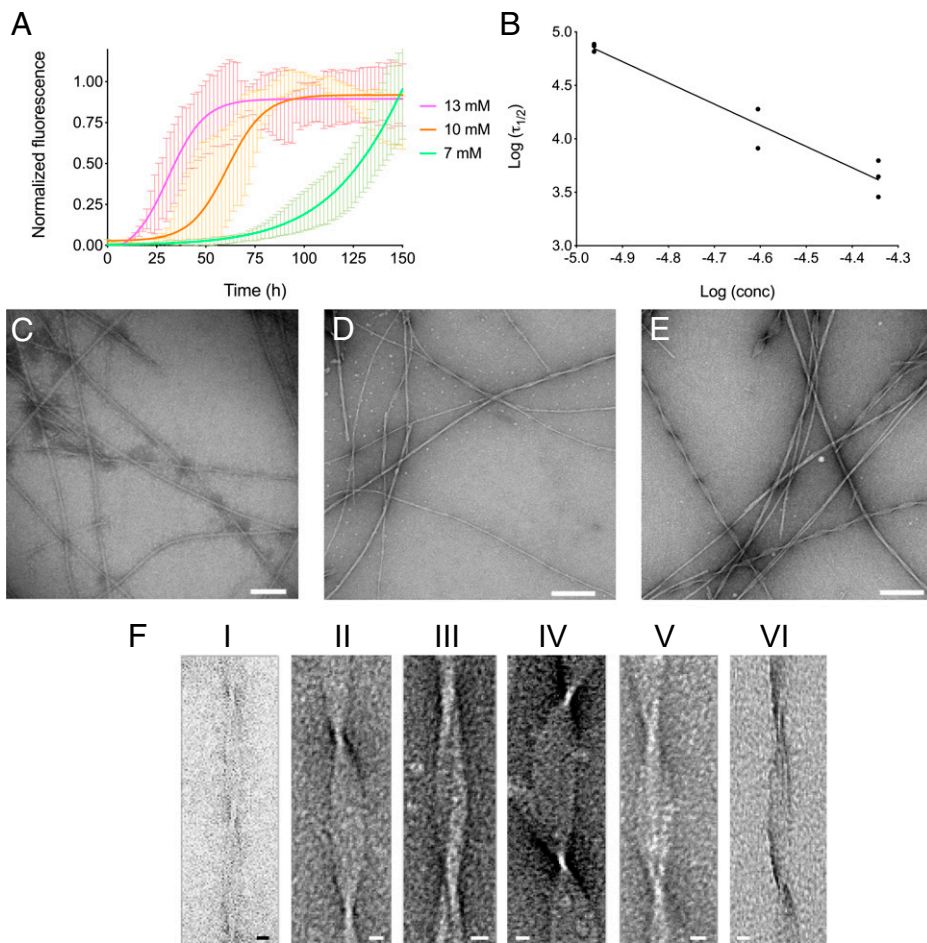 A
Normalized fluorescence
1.00
0.75
0.50
0.25
0.00
0 25 50 75 100 125 150
Time (h)
13 mM
10 mM
7 mM
B
Log (τ1/2)
5.0
4.5
4.0
3.5
3.0
-5.0 -4.9 -4.8 -4.7 -4.6 -4.5 -4.4 -4.3
Log (conc)
C D E
F I II III IV V VI